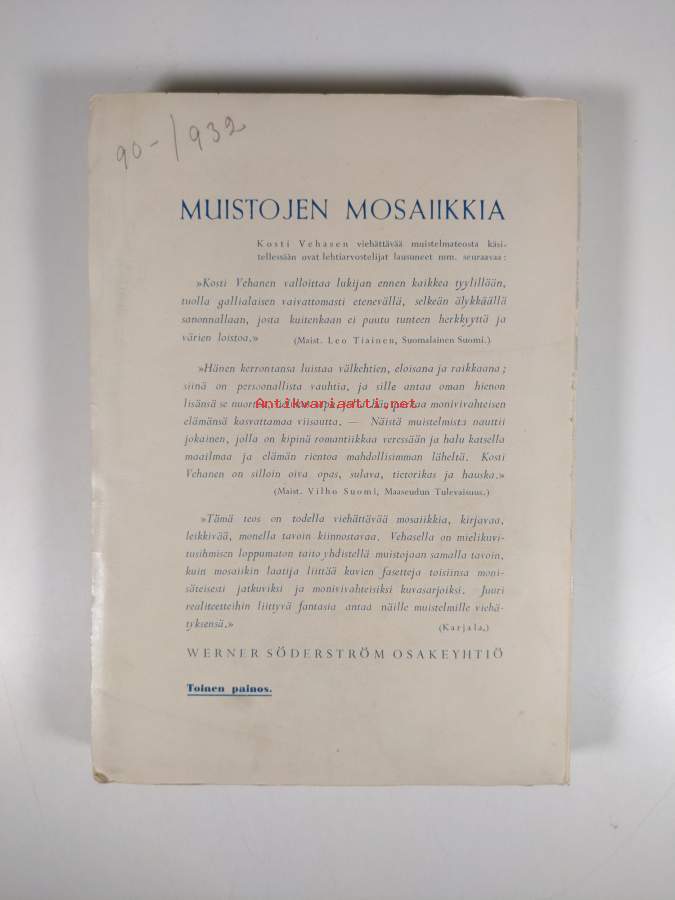 90-/932
MUISTOJEN MOSAIIKKIA
Kosti Vehasen viehättävää muistelmateosta käsi-
tellessään ovat lehtiarvostelijat lausuneet mm. seuraavaa:
»Kosti Vehanen valloittaa lukijan ennen kaikkea tyylillään,
tuolla gallialaisen vaivattomasti etenevällä, selkeän älykkäällä
sanonnallaan, josta kuitenkaan ei puutu tunteen herkkyyttä ja
värien loistoa.» (Maist. Leo Tiainen, Suomalainen Suomi.)
»Hänen kerrontansa luistaa välkehtien, eloisana ja raikkaana;
siinä on persoonallista vauhtia, ja sille antaa oman hienon
lisänsä se
Antikvariaatti.net
monivivahteisen
elämänsä kasvattamaa viisautta. — Näistä muistelmista nauttii
jokainen, jolla on kipinä romantiikkaa veressään ja halu katsella
maailmaa ja elämän rientoa mahdollisimman läheltä. Kosti
Vehanen on silloin oiva opas, sulava, tietorikas ja hauska.»
(Maist. Vilho Suomi, Maaseudun Tulevaisuus.)
»Tämä teos on todella viehättävää mosaiikkia, kirjavaa,
leikkivää, monella tavoin kiinnostavaa. Vehasella on mielikuvi-
tusihmisen loppumaton taito yhdistellä muistojaan samalla tavoin,
kuin mosaiikin laatija liittää kuvien fasetteja toisiinsa moni-
säteisesti jatkuviksi ja monivivahteisiksi kuvasarjoiksi. Juuri
realiteetteihin liittyvä fantasia antaa näille muistelmille viehä-
tyksensä.» (Karjala.)
WERNER SÖDERSTRÖM OSAKEYHTIÖ
Toinen painos.